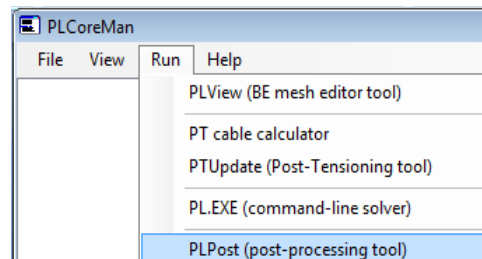 PLCoreMan
File View Run Help
PLView (BE mesh editor tool)
PT cable calculator
PTUpdate (Post-Tensioning tool)
PL.EXE (command-line solver)
PLPost (post-processing tool)